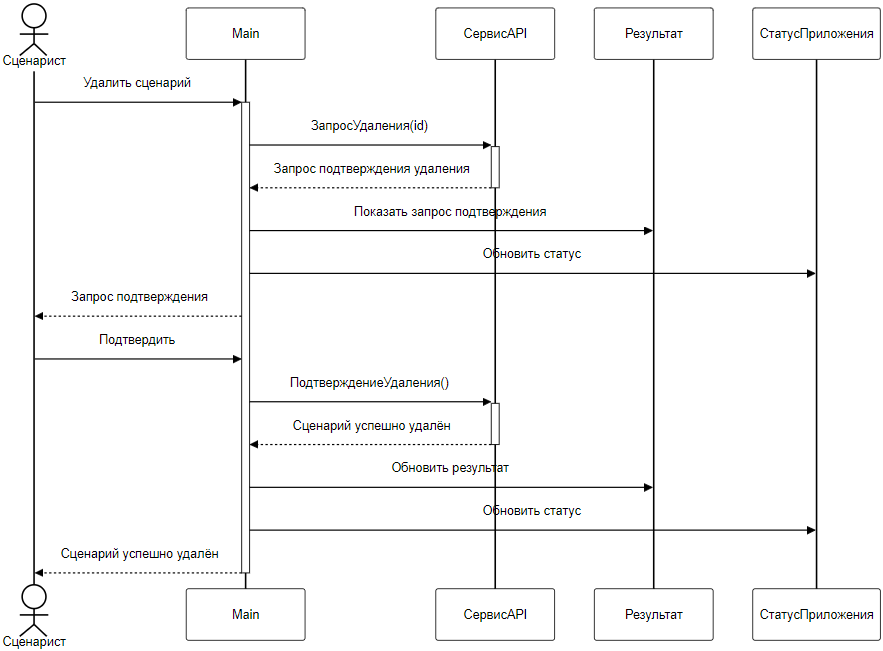 Сценарист
Main
СервисAPI
Результат
СтатусПриложения
Удалить сценарий
ЗапросУдаления(id)
Запрос подтверждения удаления
Показать запрос подтверждения
Обновить статус
Запрос подтверждения
Подтвердить
ПодтверждениеУдаления()
Сценарий успешно удалён
Обновить результат
Обновить статус
Сценарий успешно удалён
Сценарист
Main
СервисAPI
Результат
СтатусПриложения